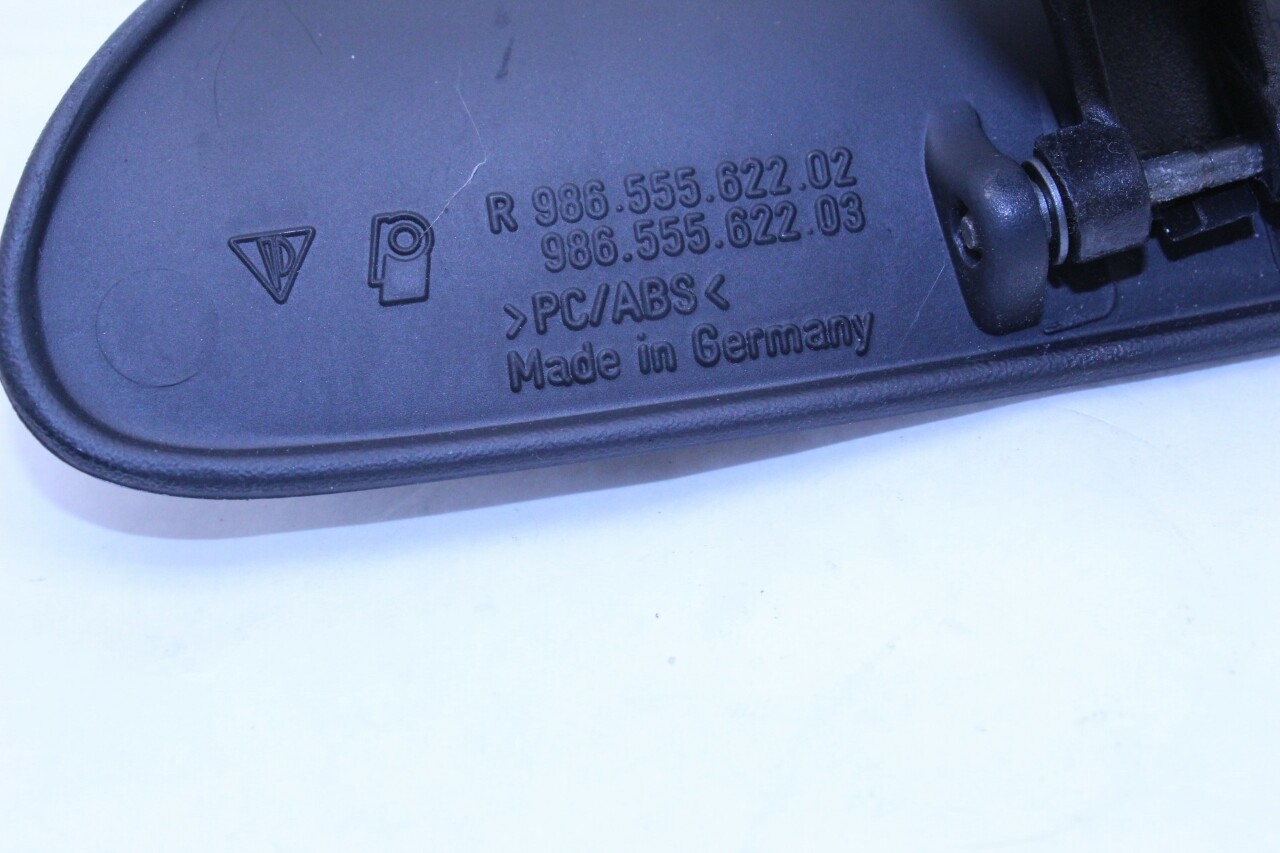 R 986.555.622.02
986.555.622.03
>PC/ABS<
Made in Germany